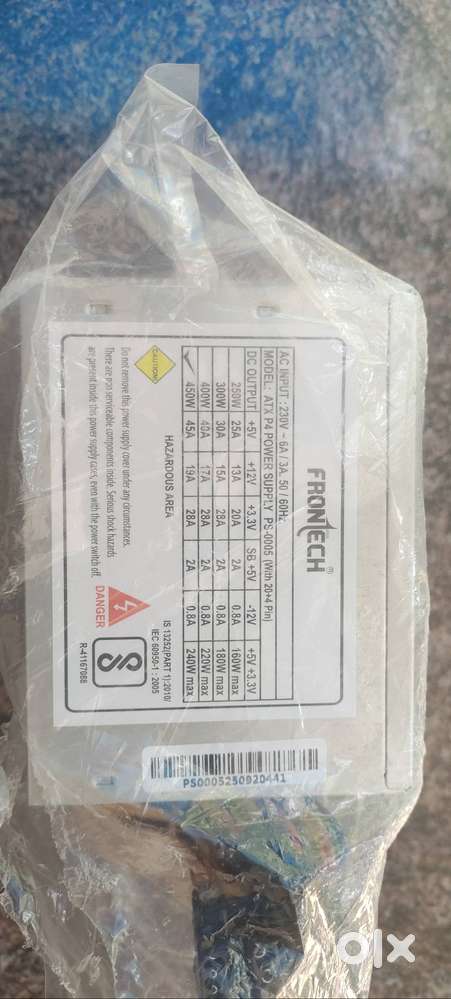 FRONTECH
(R)
AC INPUT : 230V ~ 6A / 3A, 50 / 60Hz
MODEL: ATX P4 POWER SUPPLY PS-0005 (With 20+4 Pin)
DC OUTPUT +5V +12V +3.3V SB +5V -12V +5V +3.3V
250W 25A 13A 20A 2A 0.8A 160W max
300W 30A 15A 28A 2A 0.8A 180W max
400W 40A 17A 28A 2A 0.8A 220W max
450W 45A 19A 28A 2A 0.8A 240W max
CAUTION
HAZARDOUS AREA
IS 13252(PART 1):2010/
IEC 60950-1 : 2005
Do not remove this power supply cover under any circumstances.
There are no serviceable components inside. Serious shock hazards
are present inside this power supply cases, even with the power switch off.
DANGER
R-41167088
PS0005250920441
olx